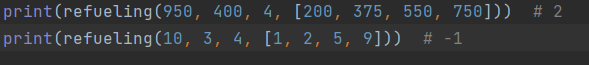 print(refueling(950, 400, 4, [200, 375, 550, 750]))  # 2
print(refueling(10, 3, 4, [1, 2, 5, 9]))  # -1